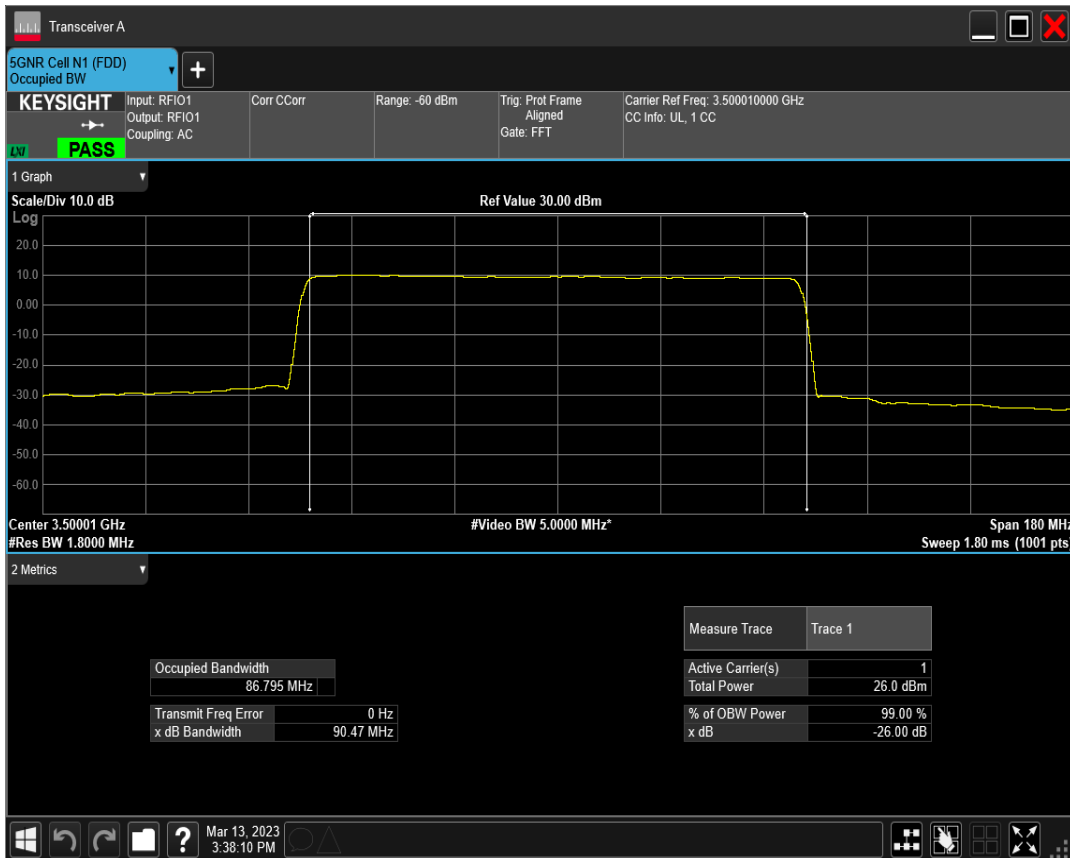 Transceiver A
5GNR Cell N1 (FDD)
Occupied BW
+
KEYSIGHT
LXI
PASS
Input: RFIO1
Output: RFIO1
Coupling: AC
Corr CCorr
Range: -60 dBm
Trig: Prot Frame
Aligned
Gate: FFT
Carrier Ref Freq: 3.500010000 GHz
CC Info: UL, 1 CC
1 Graph
Scale/Div 10.0 dB
Ref Value 30.00 dBm
Log
20.0
10.0
0.00
-10.0
-20.0
-30.0
-40.0
-50.0
-60.0
Center 3.50001 GHz
#Video BW 5.0000 MHz*
Span 180 MHz
#Res BW 1.8000 MHz
Sweep 1.80 ms (1001 pts)
2 Metrics
Measure Trace Trace 1
Occupied Bandwidth
86.795 MHz
Active Carrier(s) 1
Total Power 26.0 dBm
Transmit Freq Error 0 Hz
x dB Bandwidth 90.47 MHz
% of OBW Power 99.00 %
x dB -26.00 dB
?
Mar 13, 2023
3:38:10 PM